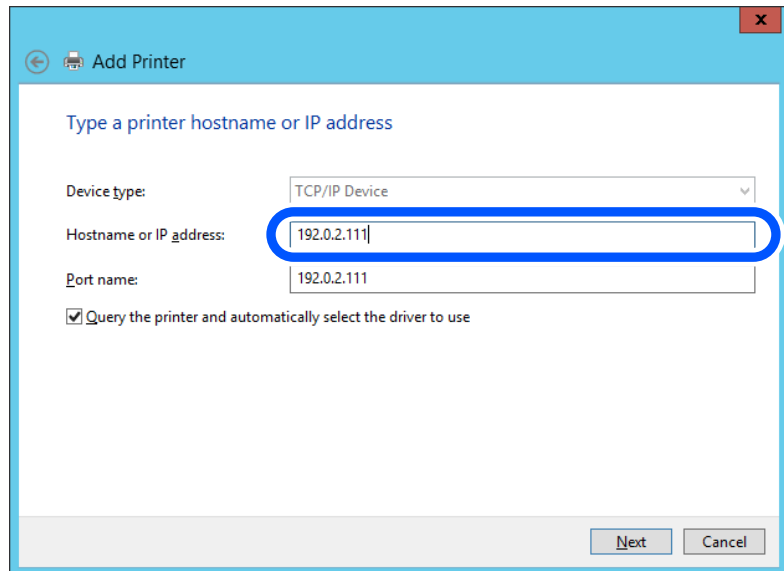 x
Add Printer
Type a printer hostname or IP address
Device type: TCP/IP Device
Hostname or IP address: 192.0.2.111
Port name: 192.0.2.111
Query the printer and automatically select the driver to use
Next Cancel